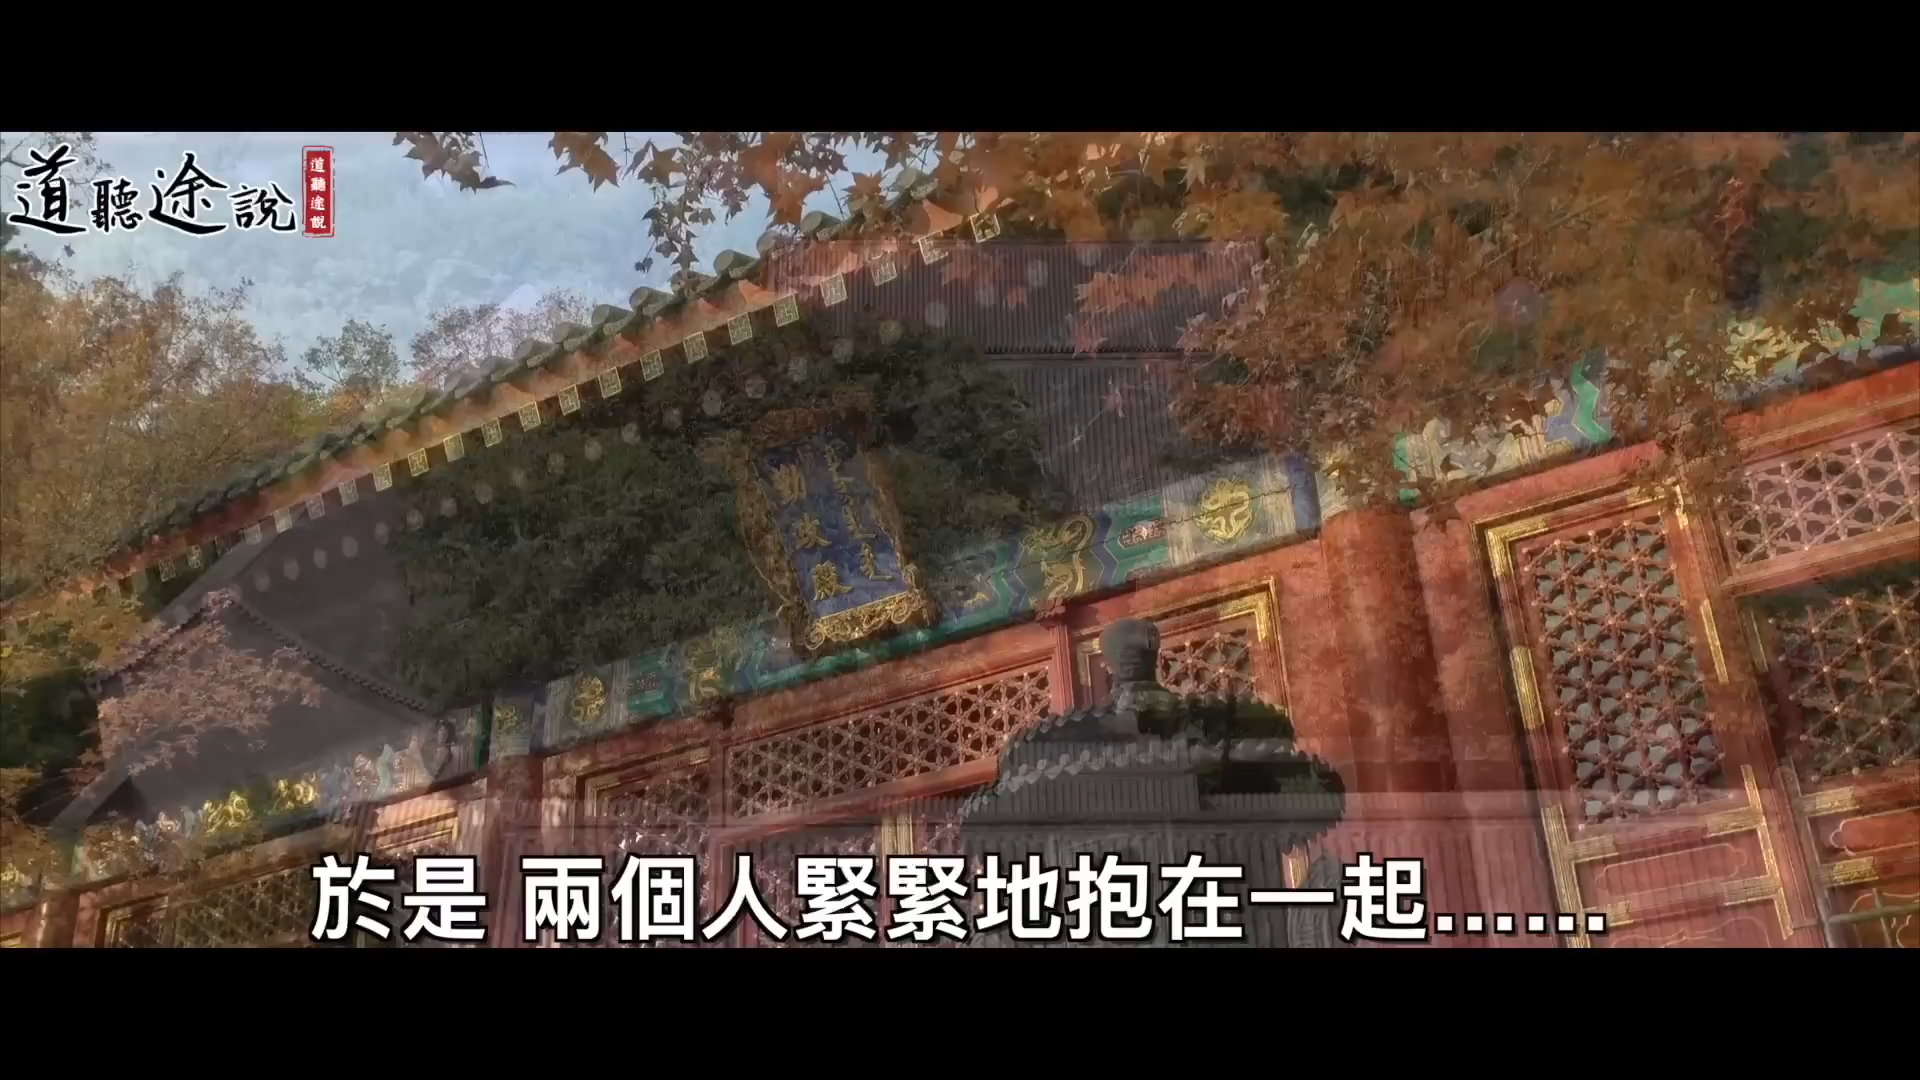 道聽途說
道聽途說
勤政殿
於是 兩個人緊緊地抱在一起......